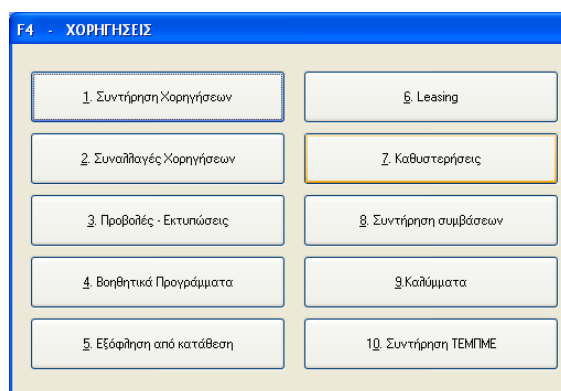 F4 - ΧΟΡΗΓΗΣΕΙΣ
1. Συντήρηση Χορηγήσεων
2. Συναλλαγές Χορηγήσεων
3. Προβολές - Εκτυπώσεις
4. Βοηθητικά Προγράμματα
5. Εξόφληση από κατάθεση
6. Leasing
7. Καθυστερήσεις
8. Συντήρηση συμβάσεων
9.Καλύμματα
10. Συντήρηση ΤΕΜΠΜΕ